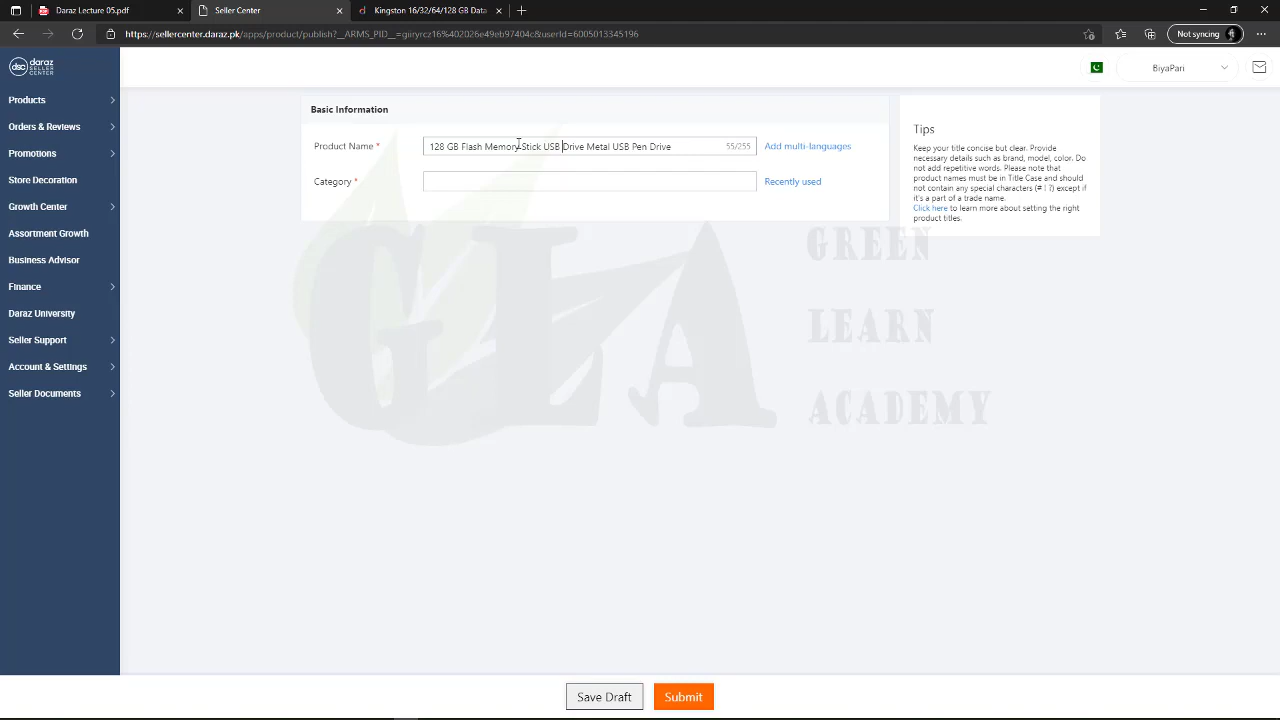 Daraz Lecture 05.pdf
Seller Center
Kingston 16/32/64/128 GB Data
https://sellercenter.daraz.pk/apps/product/publish?__ARMS_PID__=giryrcz16%402026e49eb97404c&userId=6005013345196
Not syncing
dsc daraz SELLER CENTER
BiyaPari
Products
Orders & Reviews
Promotions
Store Decoration
Growth Center
Assortment Growth
Business Advisor
Finance
Daraz University
Seller Support
Account & Settings
Seller Documents
Basic Information
Product Name *
128 GB Flash Memory Stick USB Drive Metal USB Pen Drive
55/255
Add multi-languages
Category *
Recently used
Tips
Keep your title concise but clear. Provide
necessary details such as brand, model, color. Do
not add repetitive words. Please note that
product names must be in Title Case and should
not contain any special characters (# | ?) except if
it's a part of a trade name.
Click here to learn more about setting the right
product titles.
GLA
GREEN
LEARN
ACADEMY
Save Draft
Submit